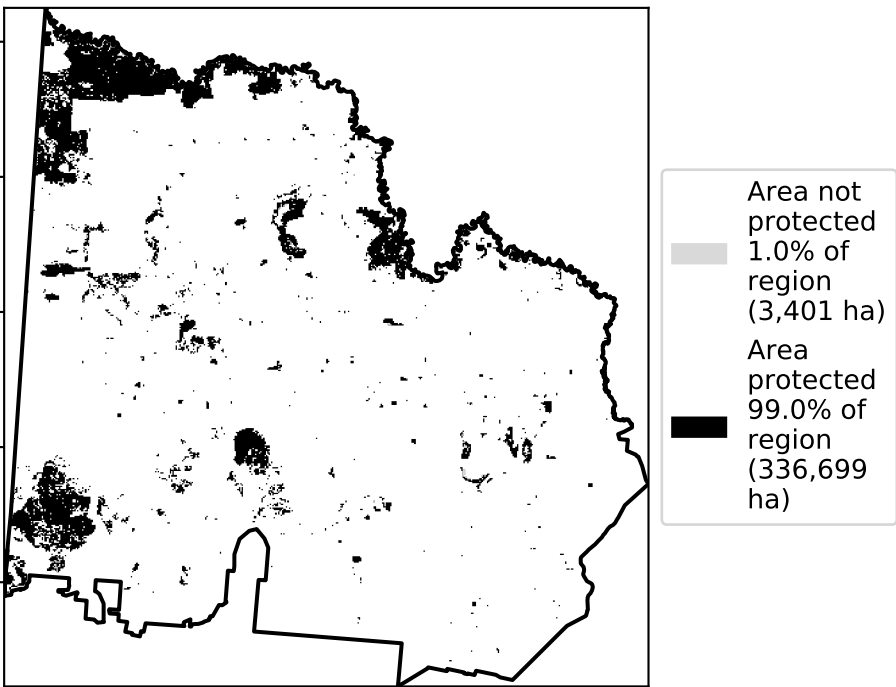 Area not
protected
1.0% of
region
(3,401 ha)
Area
protected
99.0% of
region
(336,699
ha)